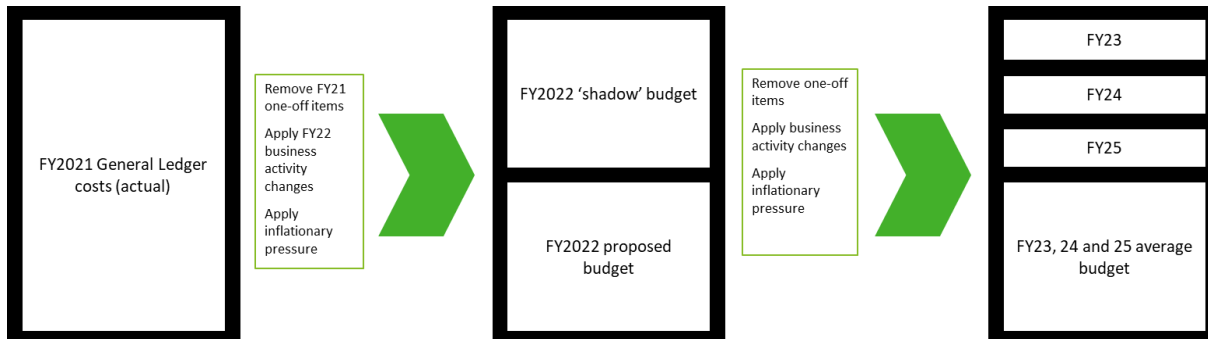 FY2021 General Ledger
costs (actual)
Remove FY21
one-off items
Apply FY22
business
activity
changes
Apply
inflationary
pressure
FY2022 ‘shadow’ budget
FY2022 proposed
budget
Remove one-off
items
Apply business
activity changes
Apply
inflationary
pressure
FY23
FY24
FY25
FY23, 24 and 25 average
budget